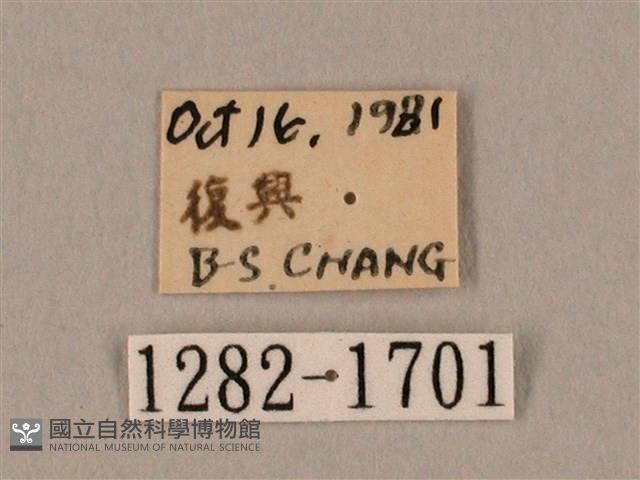 Oct 16, 1981
復興
B-S. CHANG
1282-1701
國立自然科學博物館
NATIONAL MUSEUM OF NATURAL SCIENCE